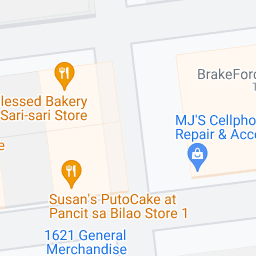 BrakeFor
lessed Bakery
Sari-sari Store
MJ'S Cellpho
Repair & Acce
e
Susan's PutoCake at
Pancit sa Bilao Store 1
1621 General
Merchandise